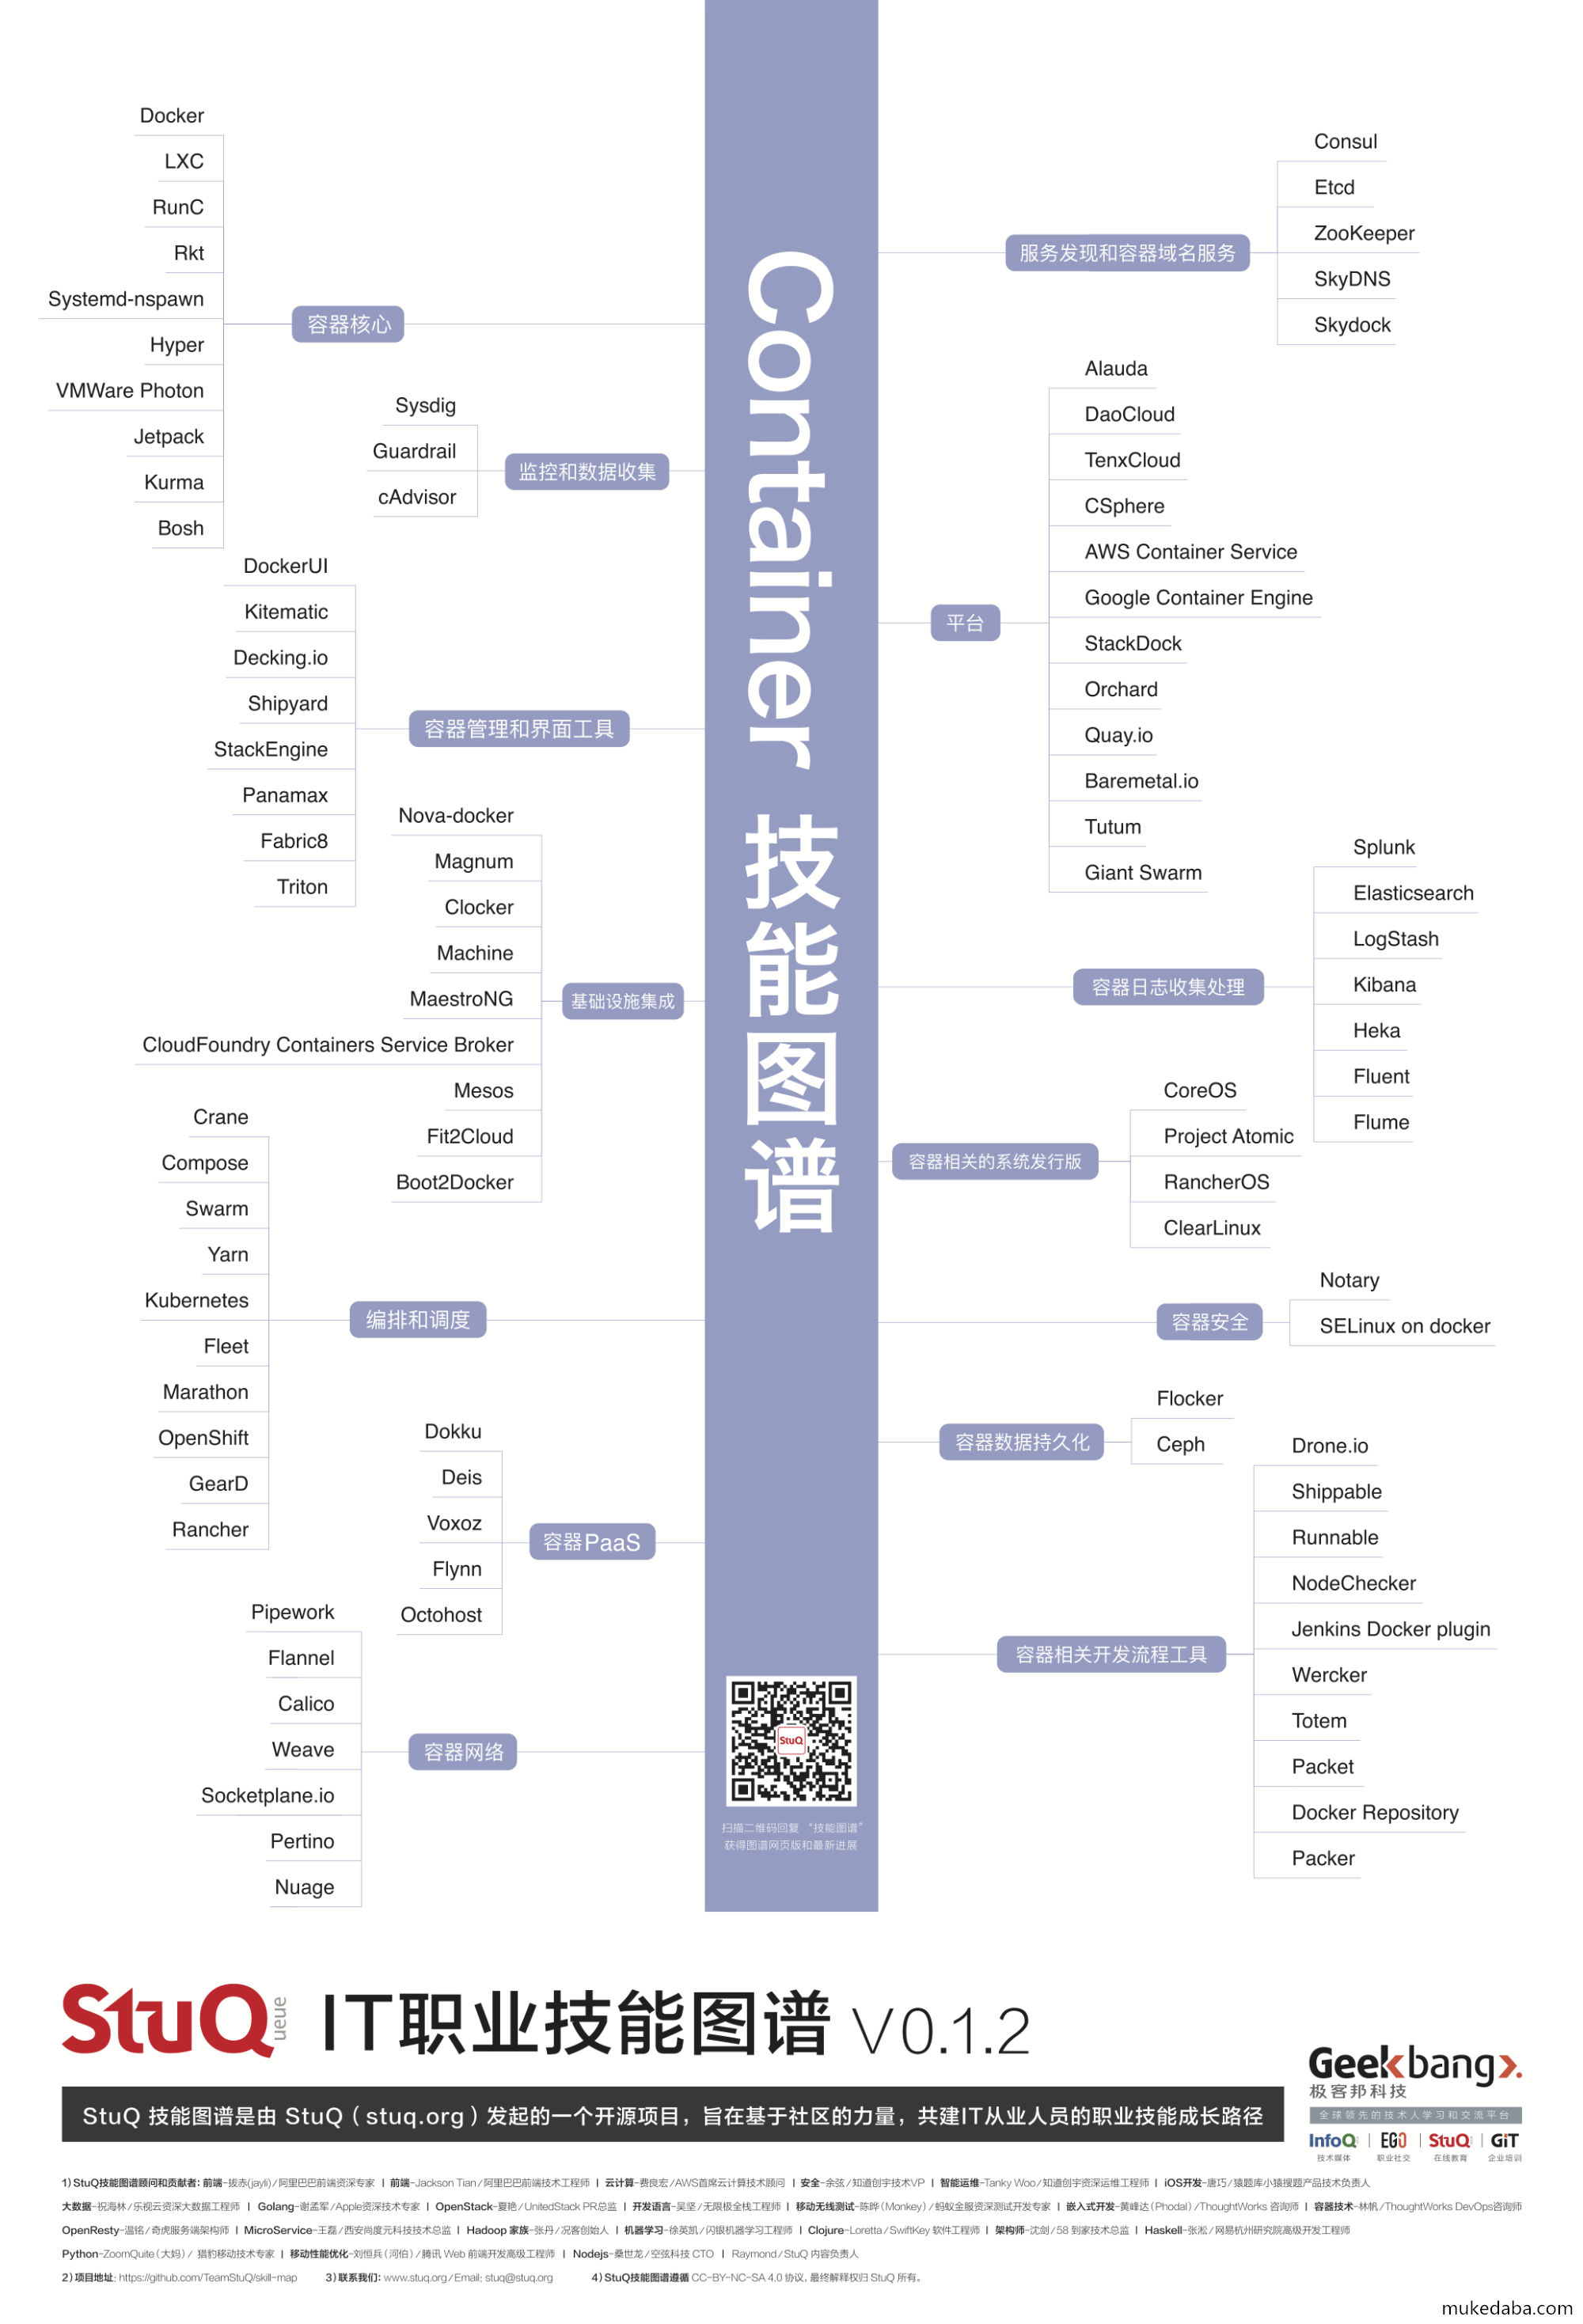 Container 技能图谱
Docker
LXC
RunC
Rkt
Systemd-nspawn
Hyper
VMWare Photon
Jetpack
Kurma
Bosh
容器核心
Sysdig
Guardrail
cAdvisor
监控和数据收集
DockerUI
Kitematic
Decking.io
Shipyard
StackEngine
Panamax
Fabric8
Triton
容器管理和界面工具
Nova-docker
Magnum
Clocker
Machine
MaestroNG
CloudFoundry Containers Service Broker
Mesos
Fit2Cloud
Boot2Docker
基础设施集成
Crane
Compose
Swarm
Yarn
Kubernetes
Fleet
Marathon
OpenShift
GearD
Rancher
编排和调度
Dokku
Deis
Voxoz
Flynn
Octohost
容器PaaS
Pipework
Flannel
Calico
Weave
Socketplane.io
Pertino
Nuage
容器网络
服务发现和容器域名服务
Consul
Etcd
ZooKeeper
SkyDNS
Skydock
平台
Alauda
DaoCloud
TenxCloud
CSphere
AWS Container Service
Google Container Engine
StackDock
Orchard
Quay.io
Baremetal.io
Tutum
Giant Swarm
容器日志收集处理
Splunk
Elasticsearch
LogStash
Kibana
Heka
Fluent
Flume
容器相关的系统发行版
CoreOS
Project Atomic
RancherOS
ClearLinux
容器安全
Notary
SELinux on docker
容器数据持久化
Flocker
Ceph
容器相关开发流程工具
Drone.io
Shippable
Runnable
NodeChecker
Jenkins Docker plugin
Wercker
Totem
Packet
Docker Repository
Packer
StuQ
扫描二维码回复 “技能图谱”
获得图谱网页版和最新进展
StuQ ueue IT职业技能图谱 V0.1.2
StuQ 技能图谱是由 StuQ（stuq.org）发起的一个开源项目，旨在基于社区的力量，共建IT从业人员的职业技能成长路径
Geekbang>.
极客邦科技
全球领先的技术人学习和交流平台
InfoQ | EGO | StuQ | GiT
技术媒体 职业社交 在线教育 企业培训
1）StuQ技能图谱顾问和贡献者：前端-拔赤(jayli)/阿里巴巴前端资深专家 | 前端-Jackson Tian/阿里巴巴前端技术工程师 | 云计算-费良宏/AWS首席云计算技术顾问 | 安全-余弦/知道创宇技术VP | 智能运维-Tanky Woo/知道创宇资深运维工程师 | iOS开发-唐巧/猿题库小猿搜题产品技术负责人
大数据-祝海林/乐视云资深大数据工程师 | Golang-谢孟军/Apple资深技术专家 | OpenStack-夏艳/UnitedStack PR总监 | 开发语言-吴坚/无限极全栈工程师 | 移动无线测试-陈晔（Monkey）/蚂蚁金服资深测试开发专家 | 嵌入式开发-黄峰达（Phodal）/ThoughtWorks 咨询师 | 容器技术-林帆/ThoughtWorks DevOps咨询师
OpenResty-温铭/奇虎服务端架构师 | MicroService-王磊/西安尚度元科技技术总监 | Hadoop 家族-张丹/况客创始人 | 机器学习-徐英凯/闪银机器学习工程师 | Clojure-Loretta/SwiftKey 软件工程师 | 架构师-沈剑/58 到家技术总监 | Haskell-张淞/网易杭州研究院高级开发工程师
Python-ZoomQuite（大妈）/ 猎豹移动技术专家 | 移动性能优化-刘恒兵（河伯）/腾讯 Web 前端开发高级工程师 | Nodejs-桑世龙/空弦科技 CTO | Raymond/StuQ 内容负责人
2）项目地址：https://github.com/TeamStuQ/skill-map 3）联系我们：www.stuq.org/Email: stuq@stuq.org 4）StuQ技能图谱遵循 CC-BY-NC-SA 4.0 协议，最终解释权归 StuQ 所有。
mukedaba.com